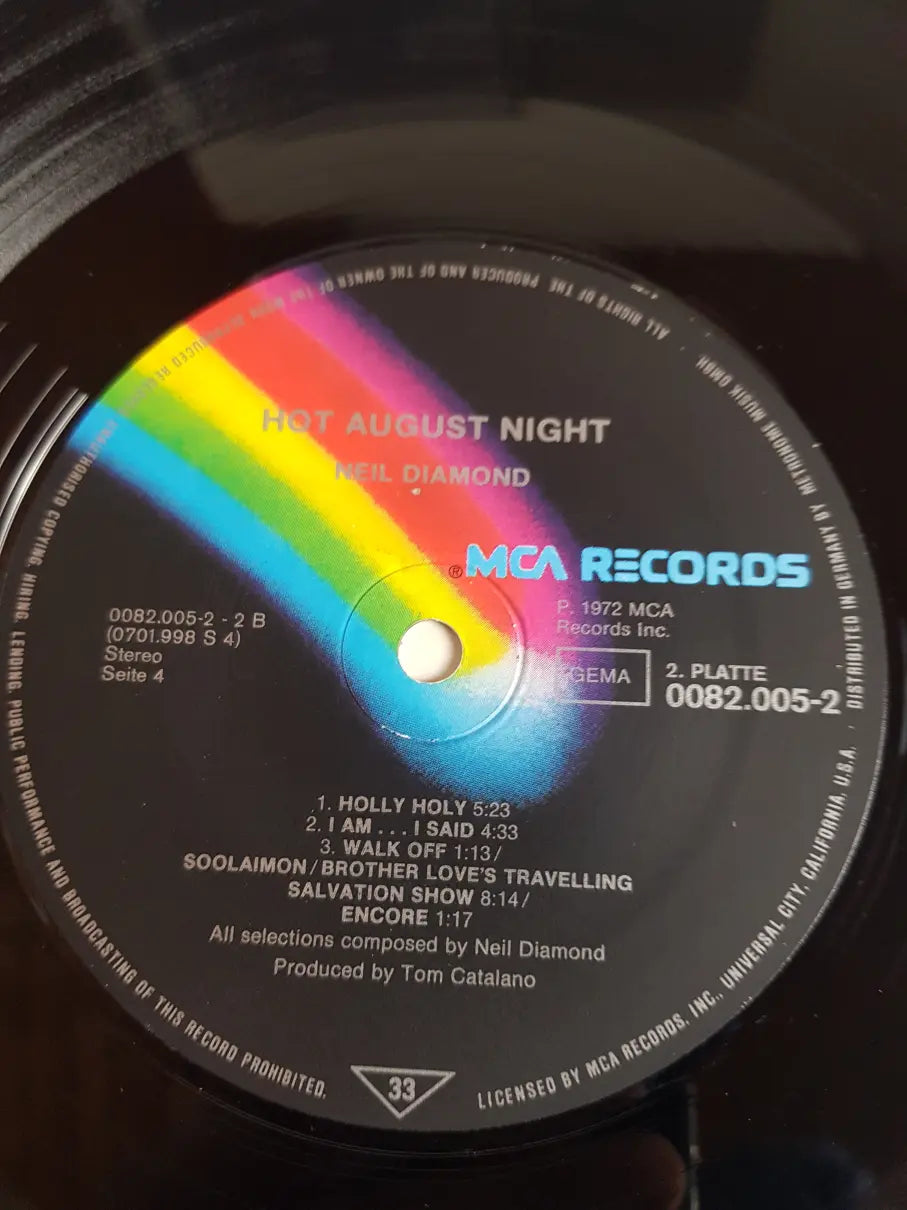 HOT AUGUST NIGHT
NEIL DIAMOND
® MCA RECORDS
P. 1972 MCA
Records Inc.
0082.005-2 - 2 B
(0701.998 S 4)
Stereo
Seite 4
GEMA
2. PLATTE
0082.005-2
1. HOLLY HOLY 5:23
2. I AM . . . I SAID 4:33
3. WALK OFF 1:13/
SOOLAIMON/BROTHER LOVE'S TRAVELLING
SALVATION SHOW 8:14/
ENCORE 1:17
All selections composed by Neil Diamond
Produced by Tom Catalano
33
ALL RIGHTS OF THE PRODUCER AND OF THE OWNER OF THE WORK REPRODUCED RESERVED. UNAUTHORISED COPYING, HIRING, LENDING, PUBLIC PERFORMANCE AND BROADCASTING OF THIS RECORD PROHIBITED.
LICENSED BY MCA RECORDS, INC., UNIVERSAL CITY, CALIFORNIA, U.S.A. · DISTRIBUTED IN GERMANY BY METRONOME MUSIK GMBH.